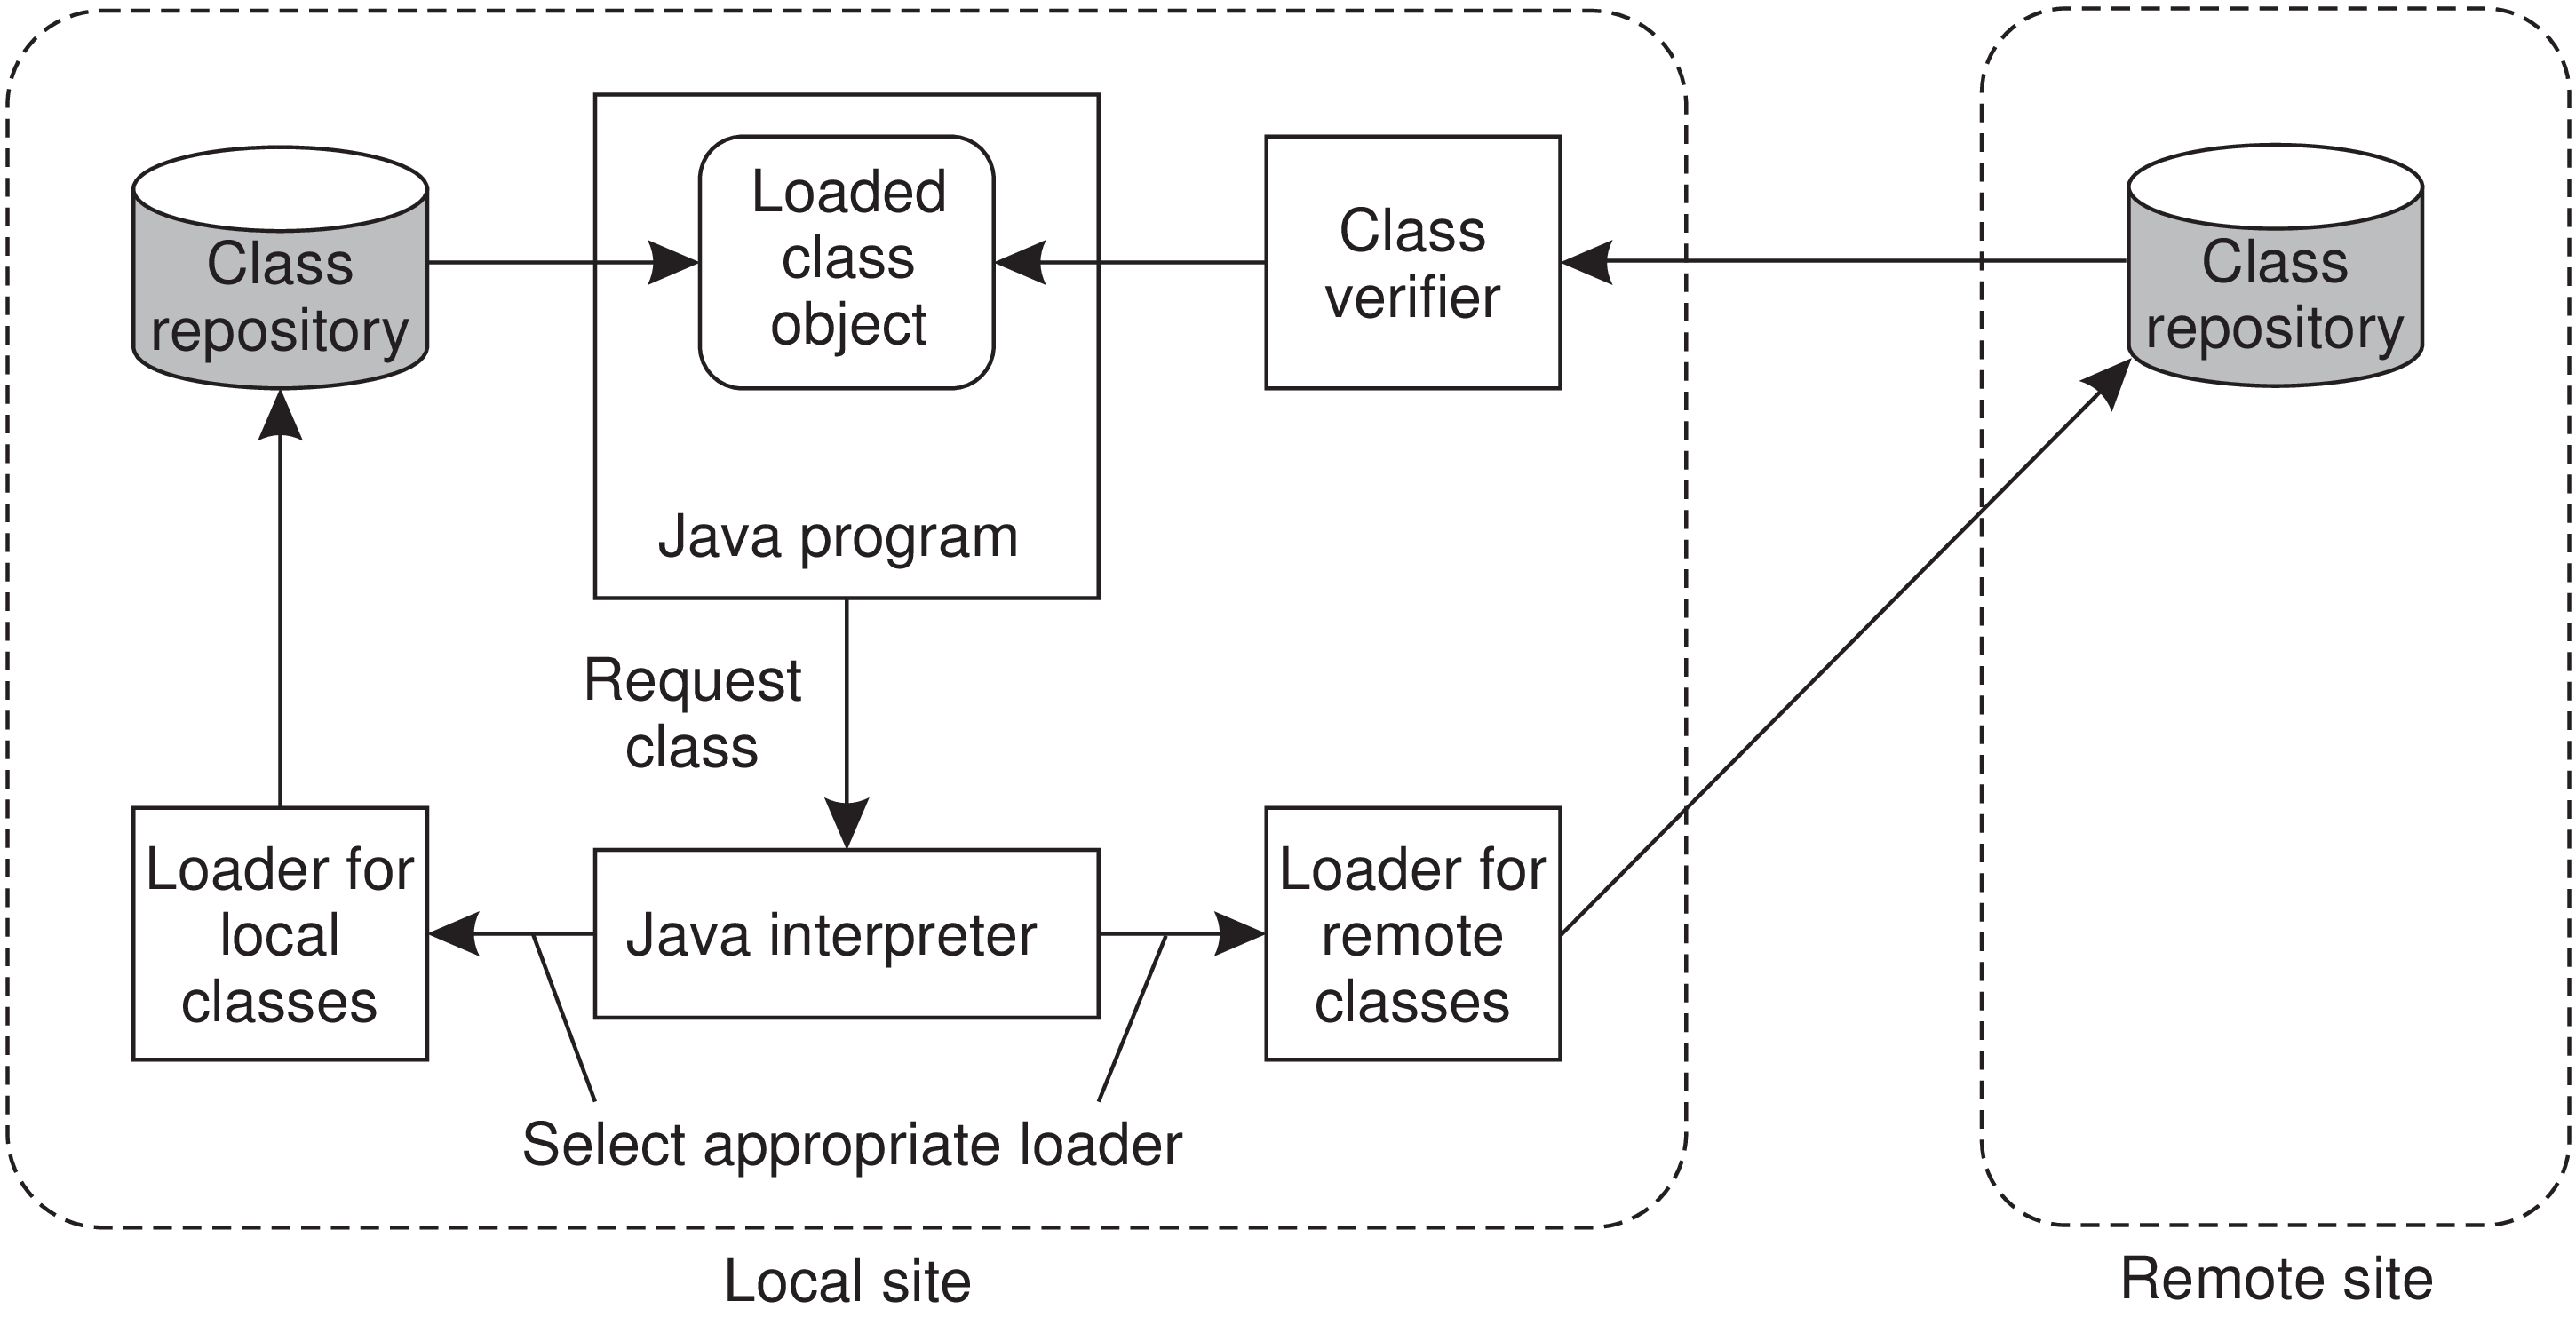 Loaded
class
object
Class
repository
Class
verifier
Class
repository
Java program
Request
class
Loader for
local
classes
Java interpreter
Loader for
remote
classes
Select appropriate loader
Local site
Remote site